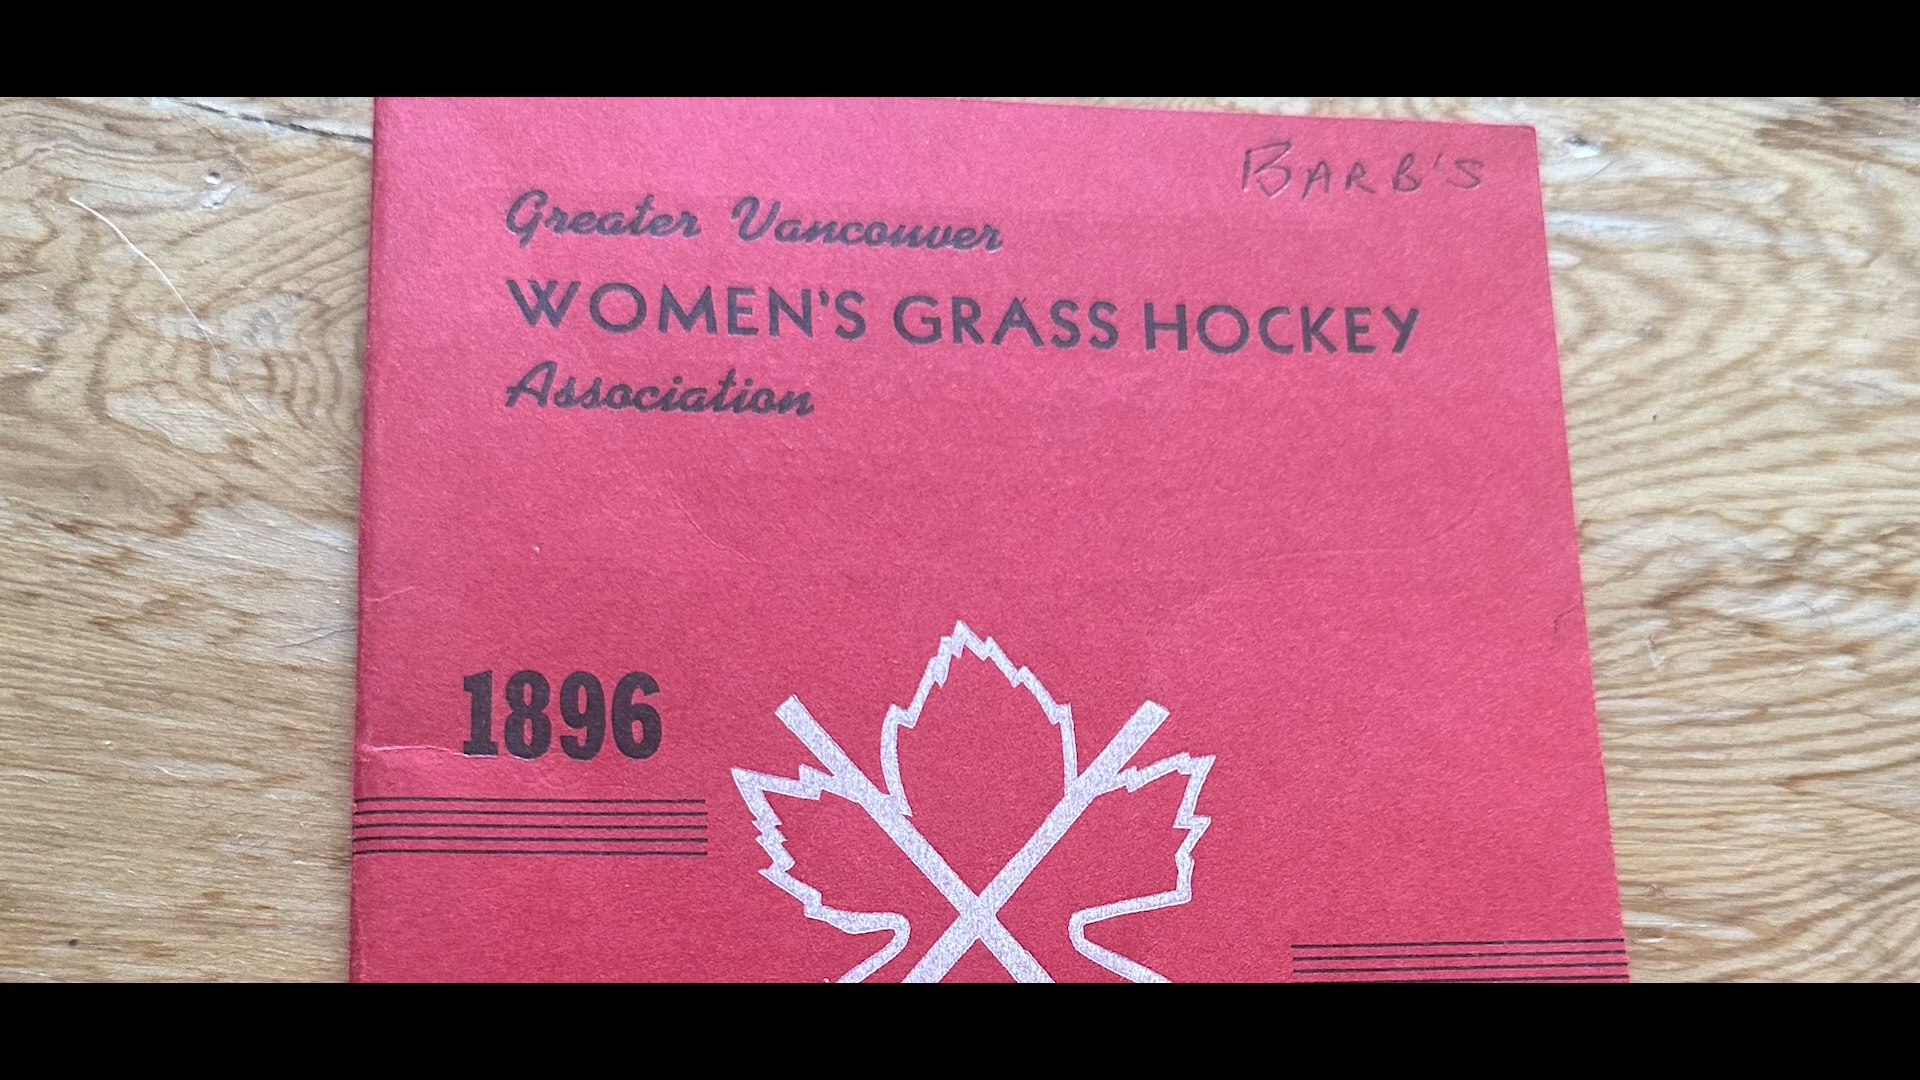 BARB'S
Greater Vancouver
WOMEN'S GRASS HOCKEY
Association
1896